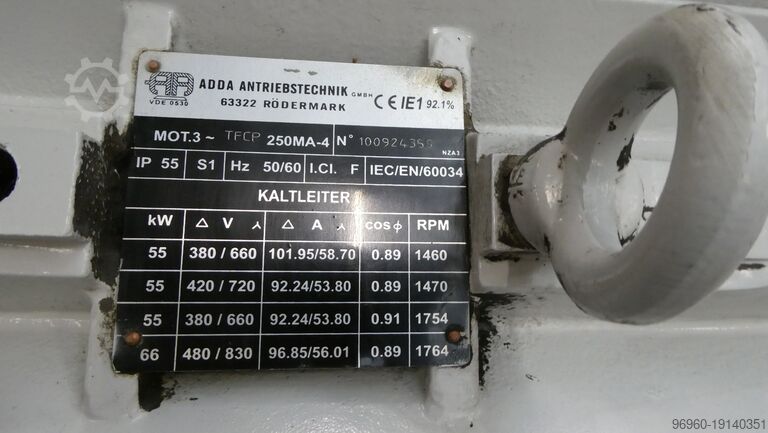 ADDA ANTRIEBSTECHNIK GMBH
63322 RÖDERMARK
CE IE1 92.1%
VDE 0530
MOT.3 ~ TFCP 250MA-4 N°
NZA3
IP 55 S1 Hz 50/60 I.Cl. F IEC/EN/60034
KALTLEITER
kW △ V 人 △ A 人 cos ϕ RPM
55 380 / 660 101.95/58.70 0.89 1460
55 420 / 720 92.24/53.80 0.89 1470
55 380 / 660 92.24/53.80 0.91 1754
66 480 / 830 96.85/56.01 0.89 1764
96960-19140351